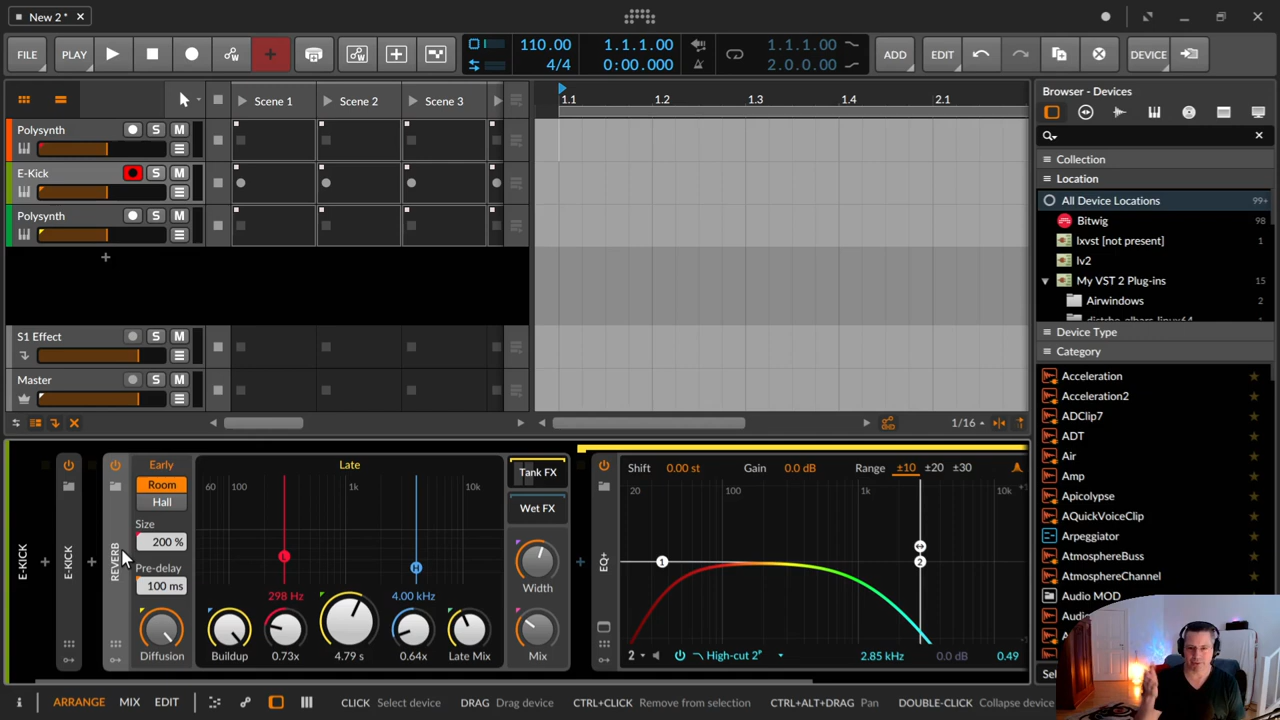 New 2 *
FILE PLAY 110.00 4/4 1.1.1.00 0:00.000 1.1.1.00 2.0.0.00 ADD EDIT DEVICE
Scene 1 Scene 2 Scene 3 1.1 1.2 1.3 1.4 2.1
Polysynth S M
E-Kick S M
Polysynth S M
S1 Effect S M
Master S M
1/16
Browser - Devices
Collection
Location
All Device Locations 99+
Bitwig 98
lxvst [not present] 1
lv2
My VST 2 Plug-ins 15
Airwindows 2
Device Type
Category
Acceleration
Acceleration2
ADClip7
ADT
Air
Amp
Apicolypse
AQuickVoiceClip
Arpeggiator
AtmosphereBuss
AtmosphereChannel
Audio MOD
E-KICK
E-KICK
REVERB
Early
Room
Hall
Size
200 %
Pre-delay
100 ms
Diffusion
Late
60 100 1k 10k
L H
298 Hz 4.00 kHz
Buildup 0.73x 4.79 s 0.64x Late Mix
Tank FX
Wet FX
Width
Mix
EQ+
Shift 0.00 st Gain 0.0 dB Range ±10 ±20 ±30
20 100 1k 10k
1 2
2 High-cut 2ᵖ 2.85 kHz 0.0 dB 0.49
i ARRANGE MIX EDIT CLICK Select device DRAG Drag device CTRL+CLICK Remove from selection CTRL+ALT+DRAG Pan DOUBLE-CLICK Collapse device